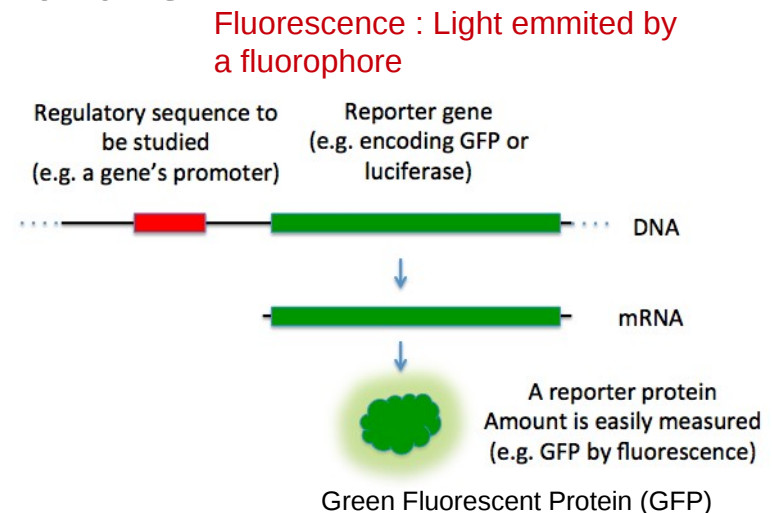 Fluorescence : Light emmited by
a fluorophore
Regulatory sequence to
be studied
(e.g. a gene's promoter)
Reporter gene
(e.g. encoding GFP or
luciferase)
DNA
mRNA
A reporter protein
Amount is easily measured
(e.g. GFP by fluorescence)
Green Fluorescent Protein (GFP)